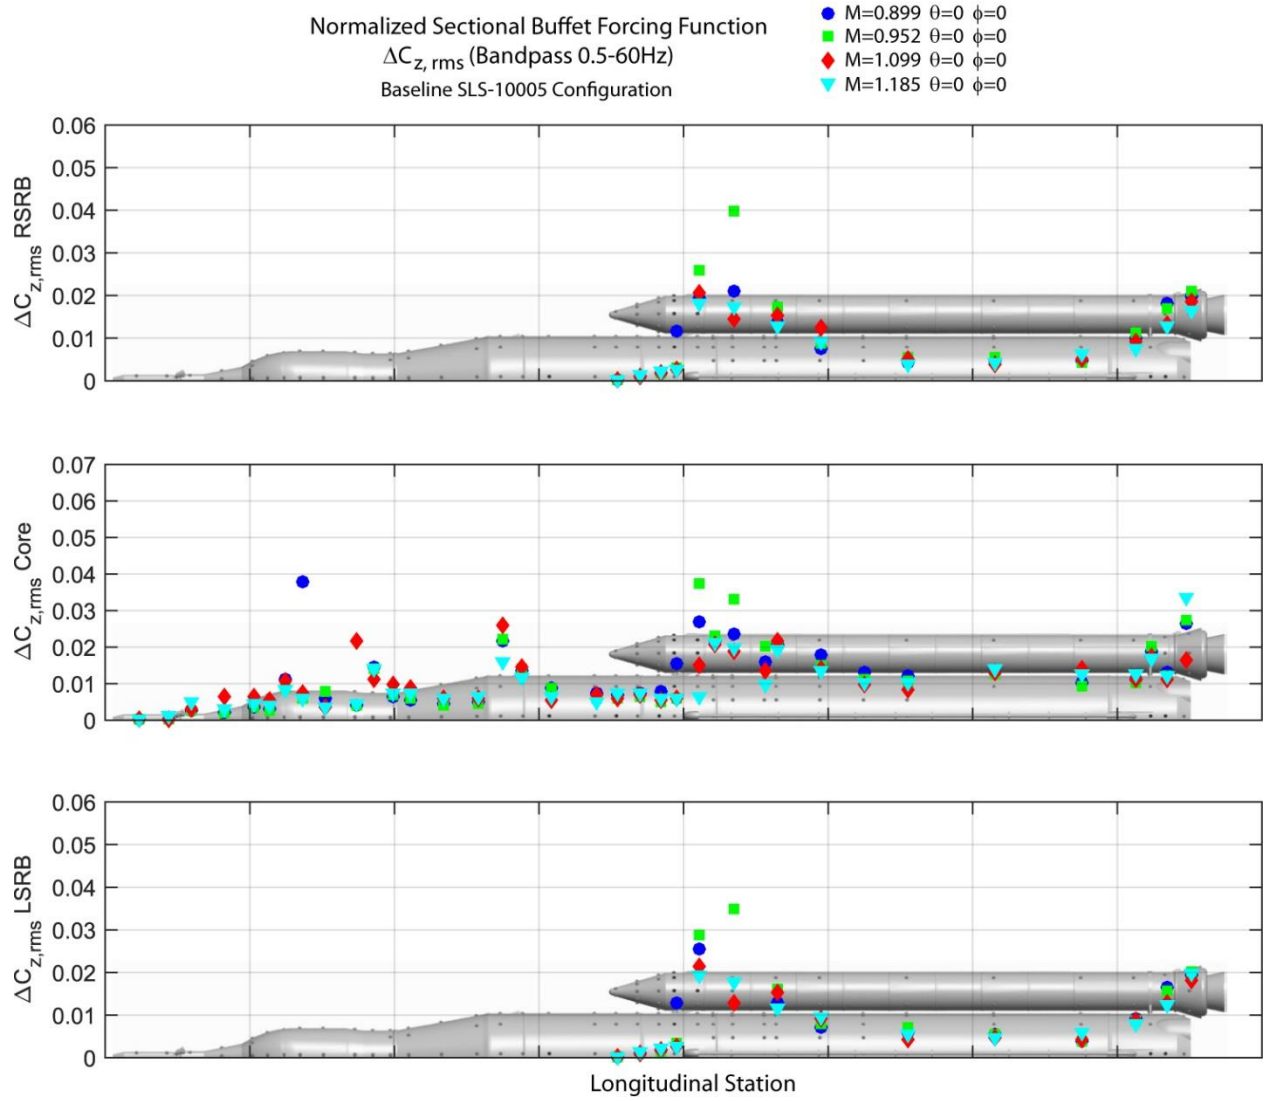 Normalized Sectional Buffet Forcing Function
ΔC z, rms (Bandpass 0.5-60Hz)
Baseline SLS-10005 Configuration
M=0.899 θ=0 ϕ=0
M=0.952 θ=0 ϕ=0
M=1.099 θ=0 ϕ=0
M=1.185 θ=0 ϕ=0
ΔC z,rms RSRB
0.06
0.05
0.04
0.03
0.02
0.01
0
ΔC z,rms Core
0.07
0.06
0.05
0.04
0.03
0.02
0.01
0
ΔC z,rms LSRB
0.06
0.05
0.04
0.03
0.02
0.01
0
Longitudinal Station